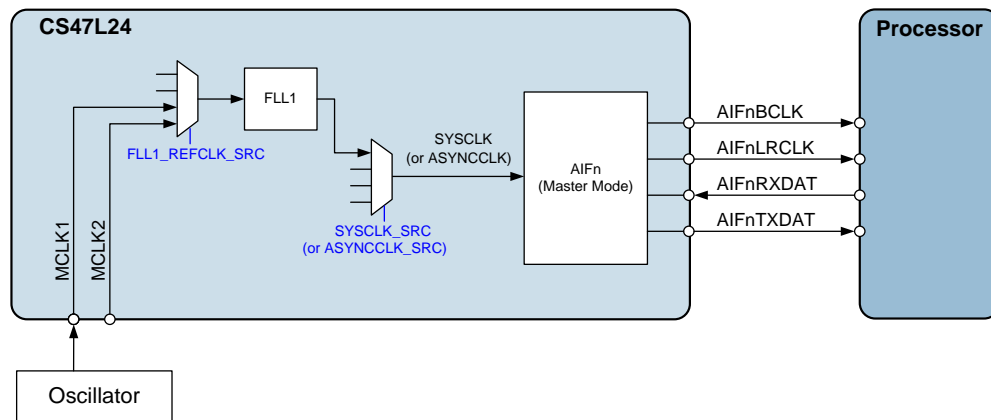 CS47L24
Processor
FLL1
FLL1_REFCLK_SRC
SYSCLK
(or ASYNCCLK)
SYSCLK_SRC
(or ASYNCCLK_SRC)
AIFn
(Master Mode)
AIFnBCLK
AIFnLRCLK
AIFnRXDAT
AIFnTXDAT
MCLK1
MCLK2
Oscillator